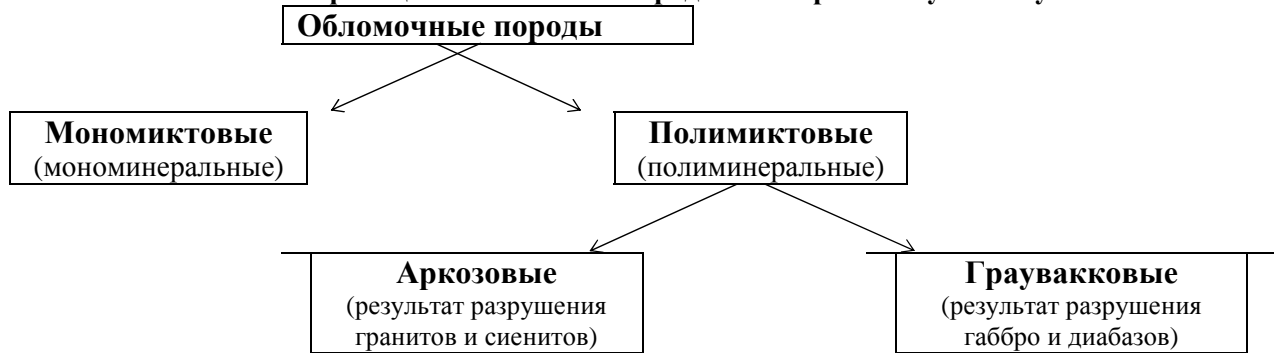 Обломочные породы
Мономиктовые
(мономинеральные)
Полимиктовые
(полиминеральные)
Аркозовые
(результат разрушения
гранитов и сиенитов)
Граувакковые
(результат разрушения
габбро и диабазов)